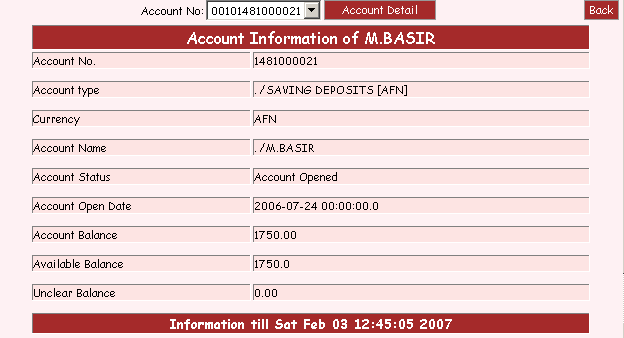 Account No: 00101481000021 Account Detail Back
Account Information of M.BASIR
Account No. 1481000021
Account type ./SAVING DEPOSITS [AFN]
Currency AFN
Account Name ./M.BASIR
Account Status Account Opened
Account Open Date 2006-07-24 00:00:00.0
Account Balance 1750.00
Available Balance 1750.0
Unclear Balance 0.00
Information till Sat Feb 03 12:45:05 2007